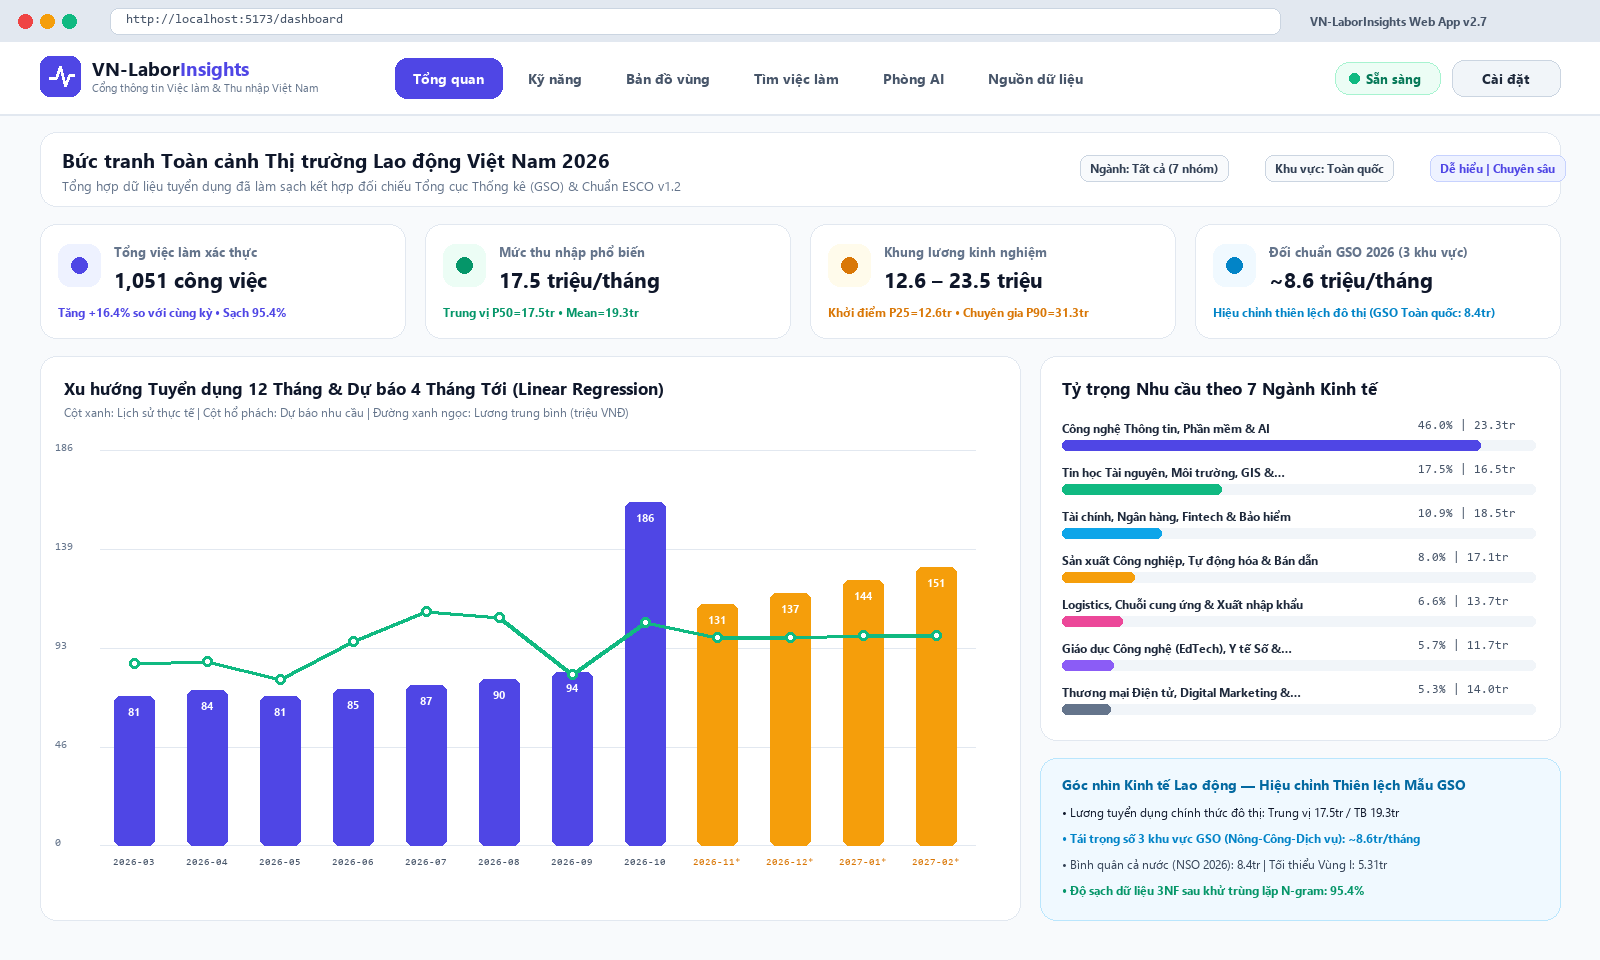 http://localhost:5173/dashboard
VN-LaborInsights Web App v2.7
VN-LaborInsights
Cổng thông tin Việc làm & Thu nhập Việt Nam
Tổng quan
Kỹ năng
Bản đồ vùng
Tìm việc làm
Phòng AI
Nguồn dữ liệu
Sẵn sàng
Cài đặt
Bức tranh Toàn cảnh Thị trường Lao động Việt Nam 2026
Tổng hợp dữ liệu tuyển dụng đã làm sạch kết hợp đối chiếu Tổng cục Thống kê (GSO) & Chuẩn ESCO v1.2
Ngành: Tất cả (7 nhóm)
Khu vực: Toàn quốc
Dễ hiểu | Chuyên sâu
Tổng việc làm xác thực
1,051 công việc
Tăng +16.4% so với cùng kỳ • Sạch 95.4%
Mức thu nhập phổ biến
17.5 triệu/tháng
Trung vị P50=17.5tr • Mean=19.3tr
Khung lương kinh nghiệm
12.6 – 23.5 triệu
Khởi điểm P25=12.6tr • Chuyên gia P90=31.3tr
Đối chuẩn GSO 2026 (3 khu vực)
~8.6 triệu/tháng
Hiệu chỉnh thiên lệch đô thị (GSO Toàn quốc: 8.4tr)
Xu hướng Tuyển dụng 12 Tháng & Dự báo 4 Tháng Tới (Linear Regression)
Cột xanh: Lịch sử thực tế | Cột hổ phách: Dự báo nhu cầu | Đường xanh ngọc: Lương trung bình (triệu VNĐ)
186
139
93
46
0
81
84
81
85
87
90
94
186
131
137
144
151
2026-03
2026-04
2026-05
2026-06
2026-07
2026-08
2026-09
2026-10
2026-11*
2026-12*
2027-01*
2027-02*
Tỷ trọng Nhu cầu theo 7 Ngành Kinh tế
Công nghệ Thông tin, Phần mềm & AI
46.0% | 23.3tr
Tin học Tài nguyên, Môi trường, GIS &...
17.5% | 16.5tr
Tài chính, Ngân hàng, Fintech & Bảo hiểm
10.9% | 18.5tr
Sản xuất Công nghiệp, Tự động hóa & Bán dẫn
8.0% | 17.1tr
Logistics, Chuỗi cung ứng & Xuất nhập khẩu
6.6% | 13.7tr
Giáo dục Công nghệ (EdTech), Y tế Số &...
5.7% | 11.7tr
Thương mại Điện tử, Digital Marketing &...
5.3% | 14.0tr
Góc nhìn Kinh tế Lao động — Hiệu chỉnh Thiên lệch Mẫu GSO
• Lương tuyển dụng chính thức đô thị: Trung vị 17.5tr / TB 19.3tr
• Tái trọng số 3 khu vực GSO (Nông-Công-Dịch vụ): ~8.6tr/tháng
• Bình quân cả nước (NSO 2026): 8.4tr | Tối thiểu Vùng I: 5.31tr
• Độ sạch dữ liệu 3NF sau khử trùng lặp N-gram: 95.4%